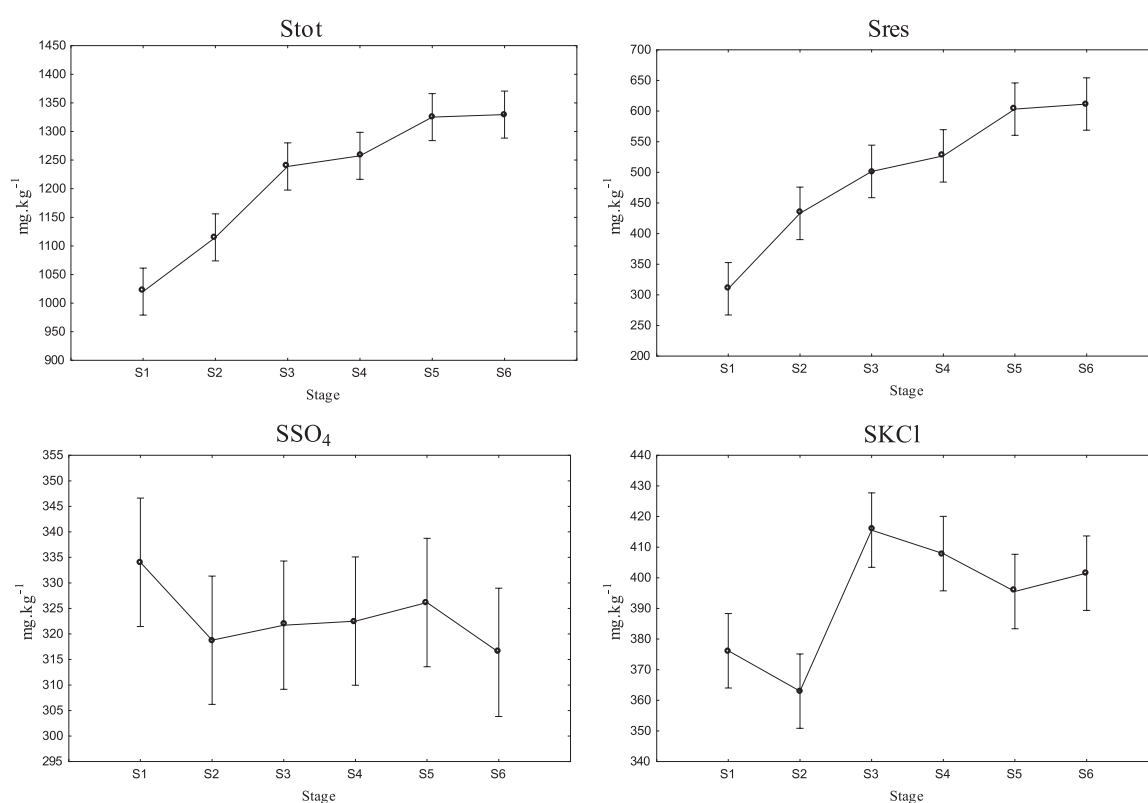 Stot
1450
1400
1350
1300
1250
1200
1150
1100
1050
1000
950
900
mg.kg⁻¹
S1 S2 S3 S4 S5 S6
Stage
Sres
700
650
600
550
500
450
400
350
300
250
200
mg.kg⁻¹
S1 S2 S3 S4 S5 S6
Stage
SSO₄
355
350
345
340
335
330
325
320
315
310
305
300
295
mg.kg⁻¹
S1 S2 S3 S4 S5 S6
Stage
SKCl
440
430
420
410
400
390
380
370
360
350
340
mg.kg⁻¹
S1 S2 S3 S4 S5 S6
Stage